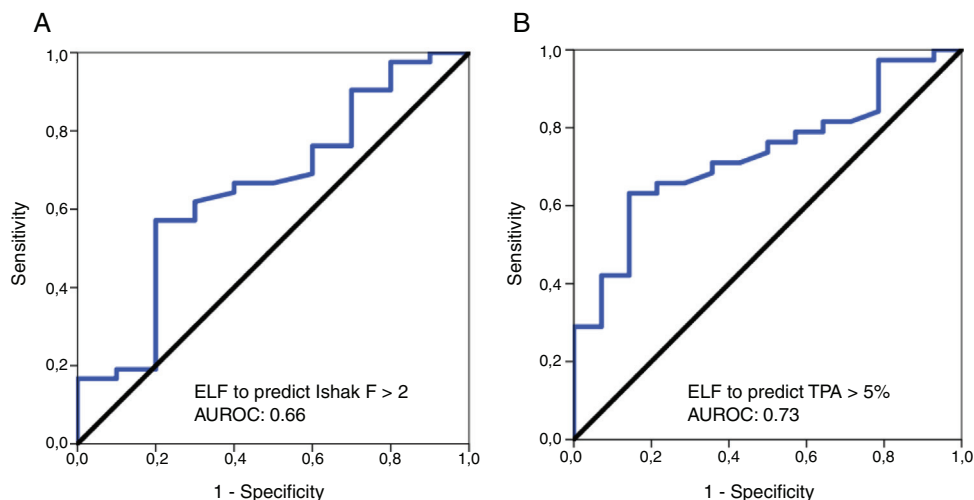 A
1,0
0,8
0,6
0,4
0,2
0,0
Sensitivity
ELF to predict Ishak F > 2
AUROC: 0.66
0,0 0,2 0,4 0,6 0,8 1,0
1 - Specificity
B
1,0
0,8
0,6
0,4
0,2
0,0
Sensitivity
ELF to predict TPA > 5%
AUROC: 0.73
0,0 0,2 0,4 0,6 0,8 1,0
1 - Specificity